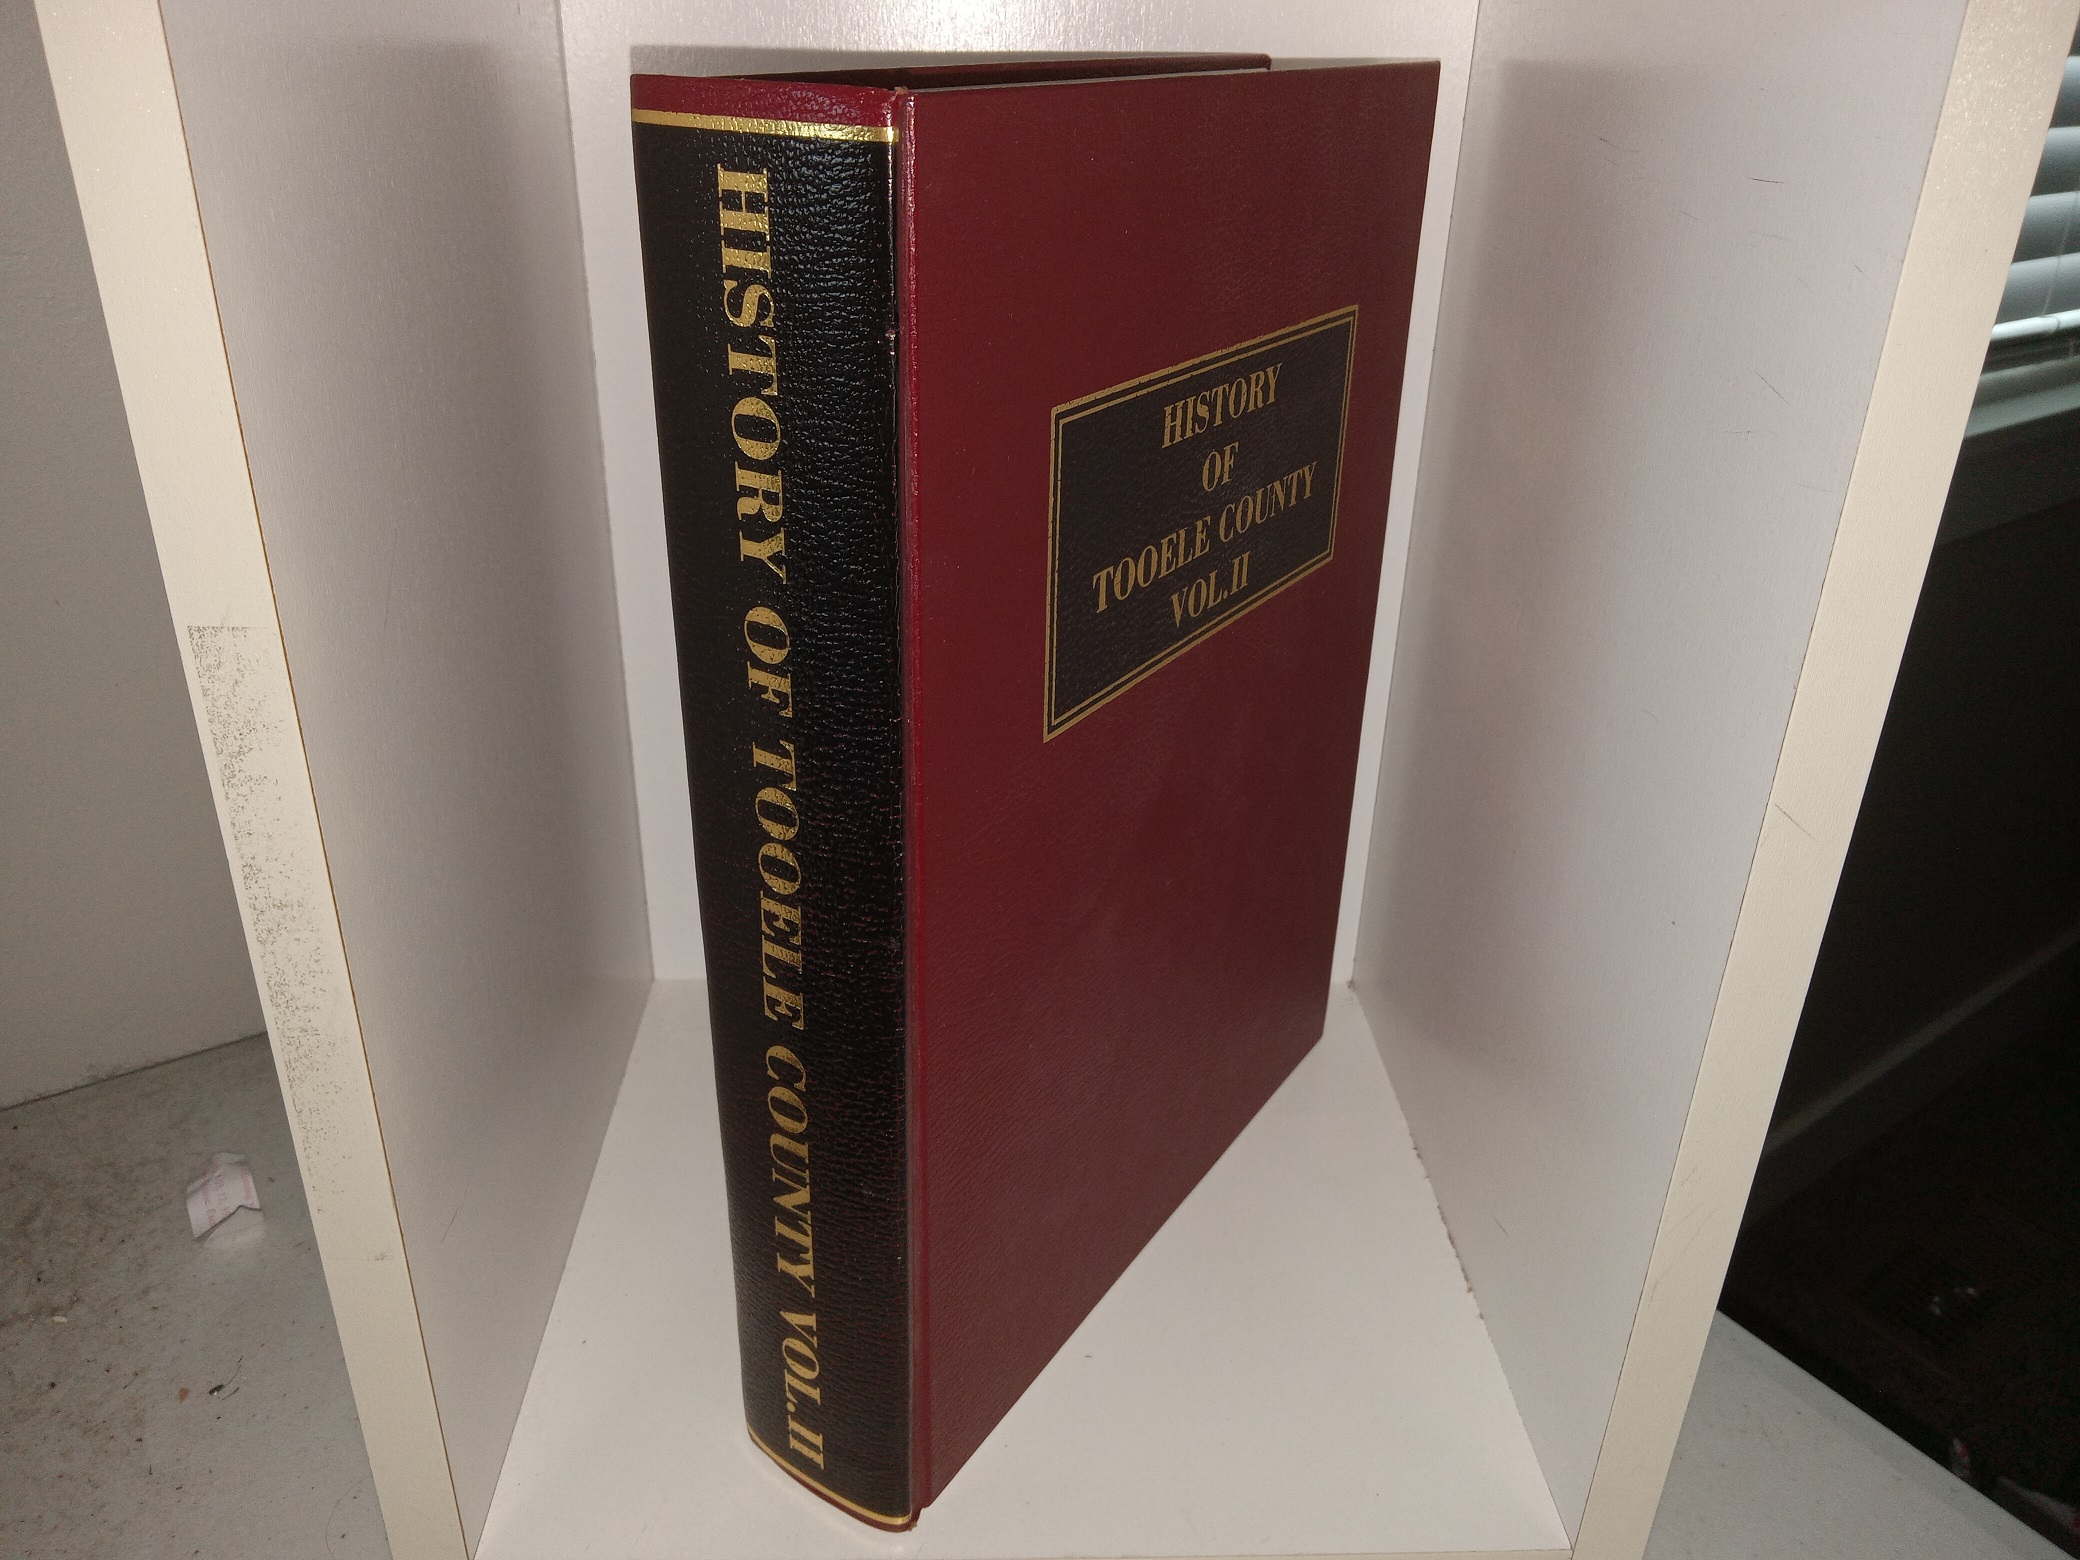 HISTORY OF TOOELE COUNTY VOL.II
HISTORY
OF
TOOELE COUNTY
VOL.II